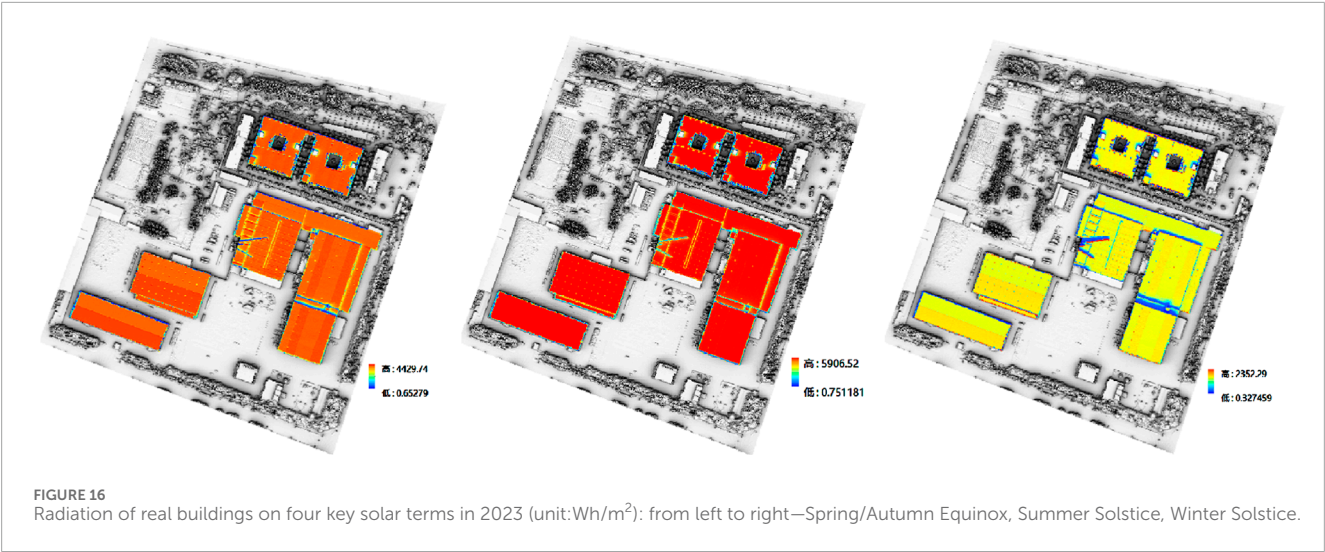 高 : 4429.74
低 : 0.65279
高 : 5906.52
低 : 0.751181
高 : 2352.29
低 : 0.327459
FIGURE 16
Radiation of real buildings on four key solar terms in 2023 (unit:Wh/m²): from left to right—Spring/Autumn Equinox, Summer Solstice, Winter Solstice.